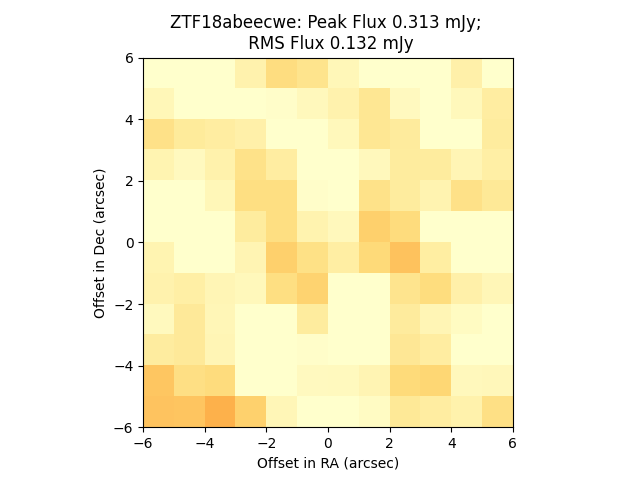 ZTF18abeecwe: Peak Flux 0.313 mJy;
RMS Flux 0.132 mJy
6
4
2
0
−2
−4
−6
Offset in Dec (arcsec)
−6 −4 −2 0 2 4 6
Offset in RA (arcsec)